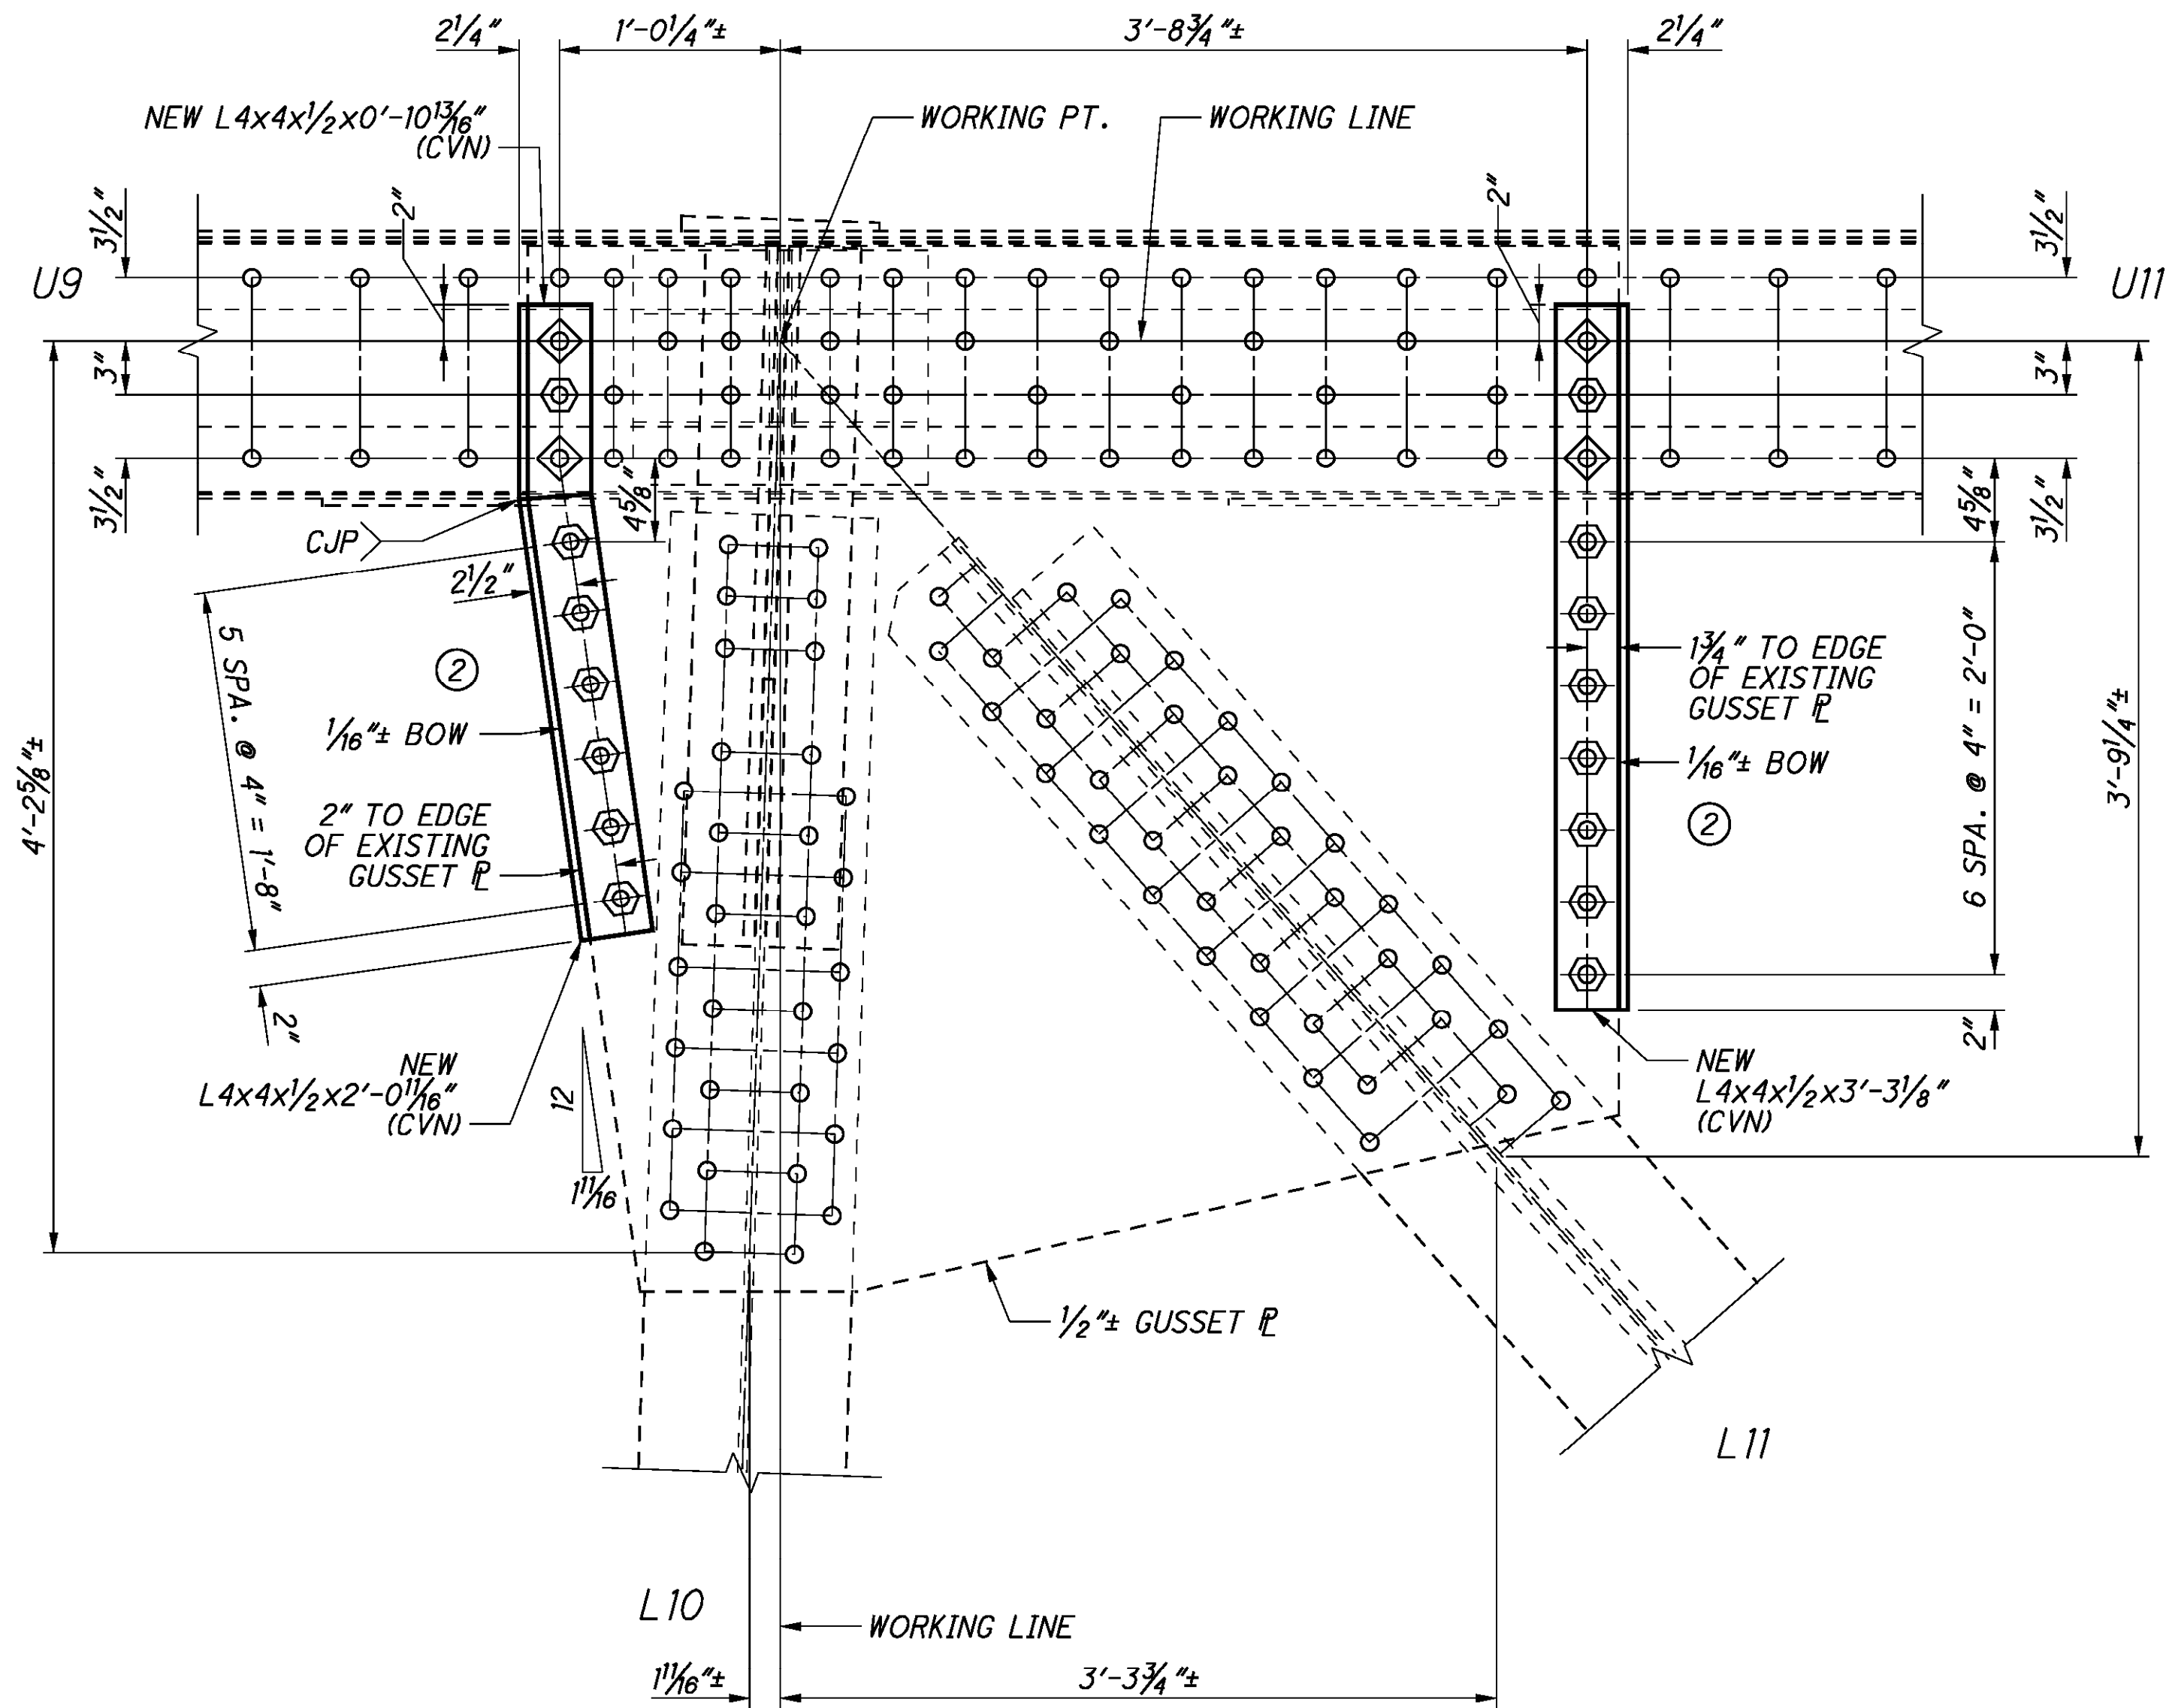 2 1/4" 1'-0 1/4"± 3'-8 3/4"± 2 1/4"
NEW L4x4x1/2x0'-10 13/16"
(CVN)
WORKING PT.
WORKING LINE
2"
2"
3 1/2"
3 1/2"
U9
U11
3"
3"
3 1/2"
4 5/8"
4 5/8"
3 1/2"
CJP
2 1/2"
5 SPA. @ 4" = 1'-8"
2
1/16"± BOW
2" TO EDGE
OF EXISTING
GUSSET ⅊
4'-2 5/8"±
2"
NEW
L4x4x1/2x2'-0 11/16"
(CVN)
12
1 11/16
1 3/4" TO EDGE
OF EXISTING
GUSSET ⅊
1/16"± BOW
2
6 SPA. @ 4" = 2'-0"
3'-9 1/4"±
2"
NEW
L4x4x1/2x3'-3 1/8"
(CVN)
1/2"± GUSSET ⅊
L11
L10
WORKING LINE
1 11/16"± 3'-3 3/4"±